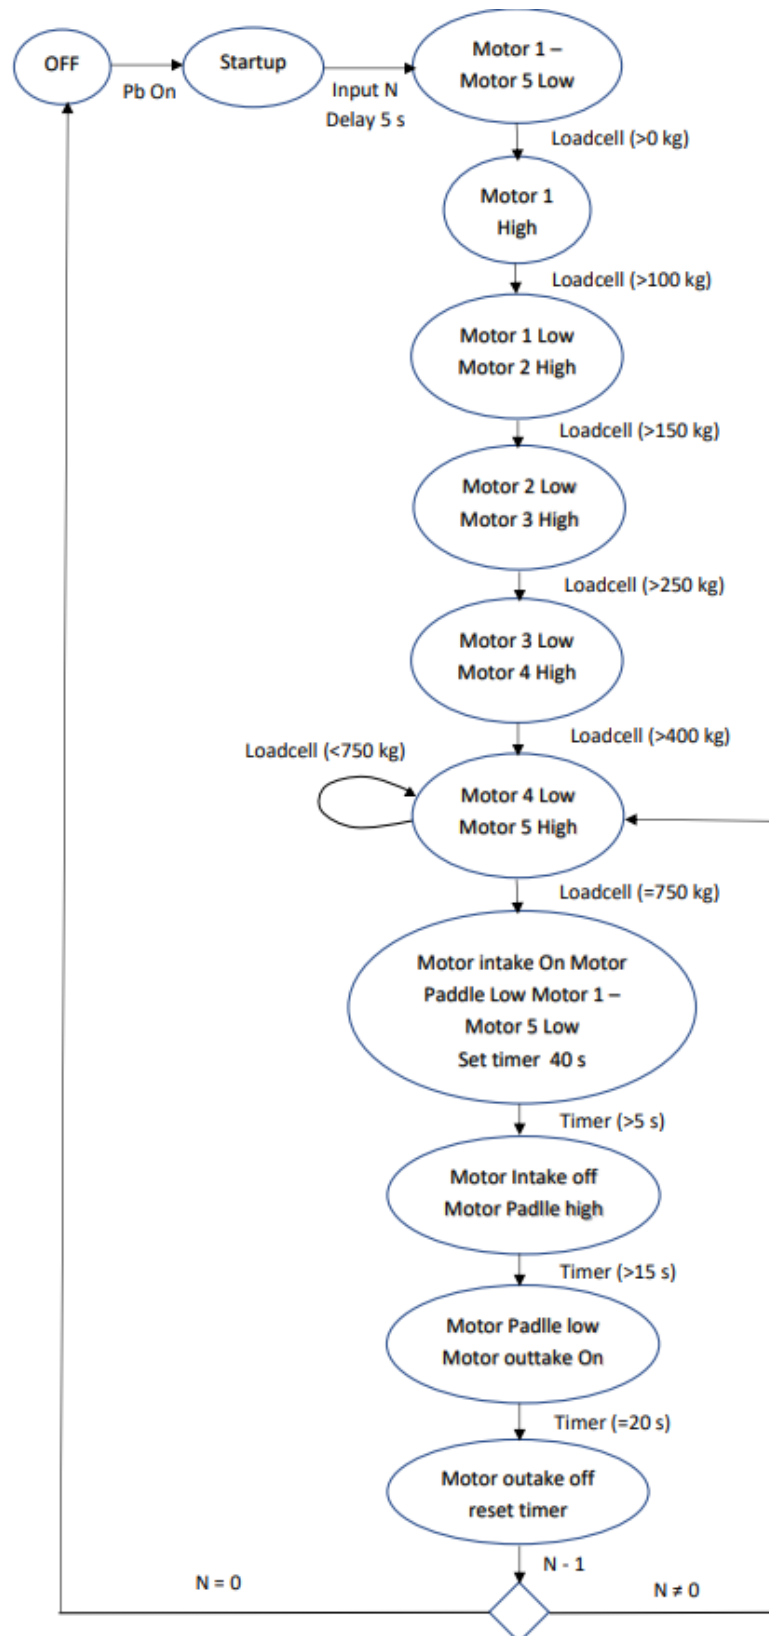 OFF
Pb On
Startup
Input N
Delay 5 s
Motor 1 –
Motor 5 Low
Loadcell (>0 kg)
Motor 1
High
Loadcell (>100 kg)
Motor 1 Low
Motor 2 High
Loadcell (>150 kg)
Motor 2 Low
Motor 3 High
Loadcell (>250 kg)
Motor 3 Low
Motor 4 High
Loadcell (>400 kg)
Loadcell (<750 kg)
Motor 4 Low
Motor 5 High
Loadcell (=750 kg)
Motor intake On Motor
Paddle Low Motor 1 –
Motor 5 Low
Set timer 40 s
Timer (>5 s)
Motor Intake off
Motor Padlle high
Timer (>15 s)
Motor Padlle low
Motor outtake On
Timer (=20 s)
Motor outake off
reset timer
N - 1
N = 0
N ≠ 0